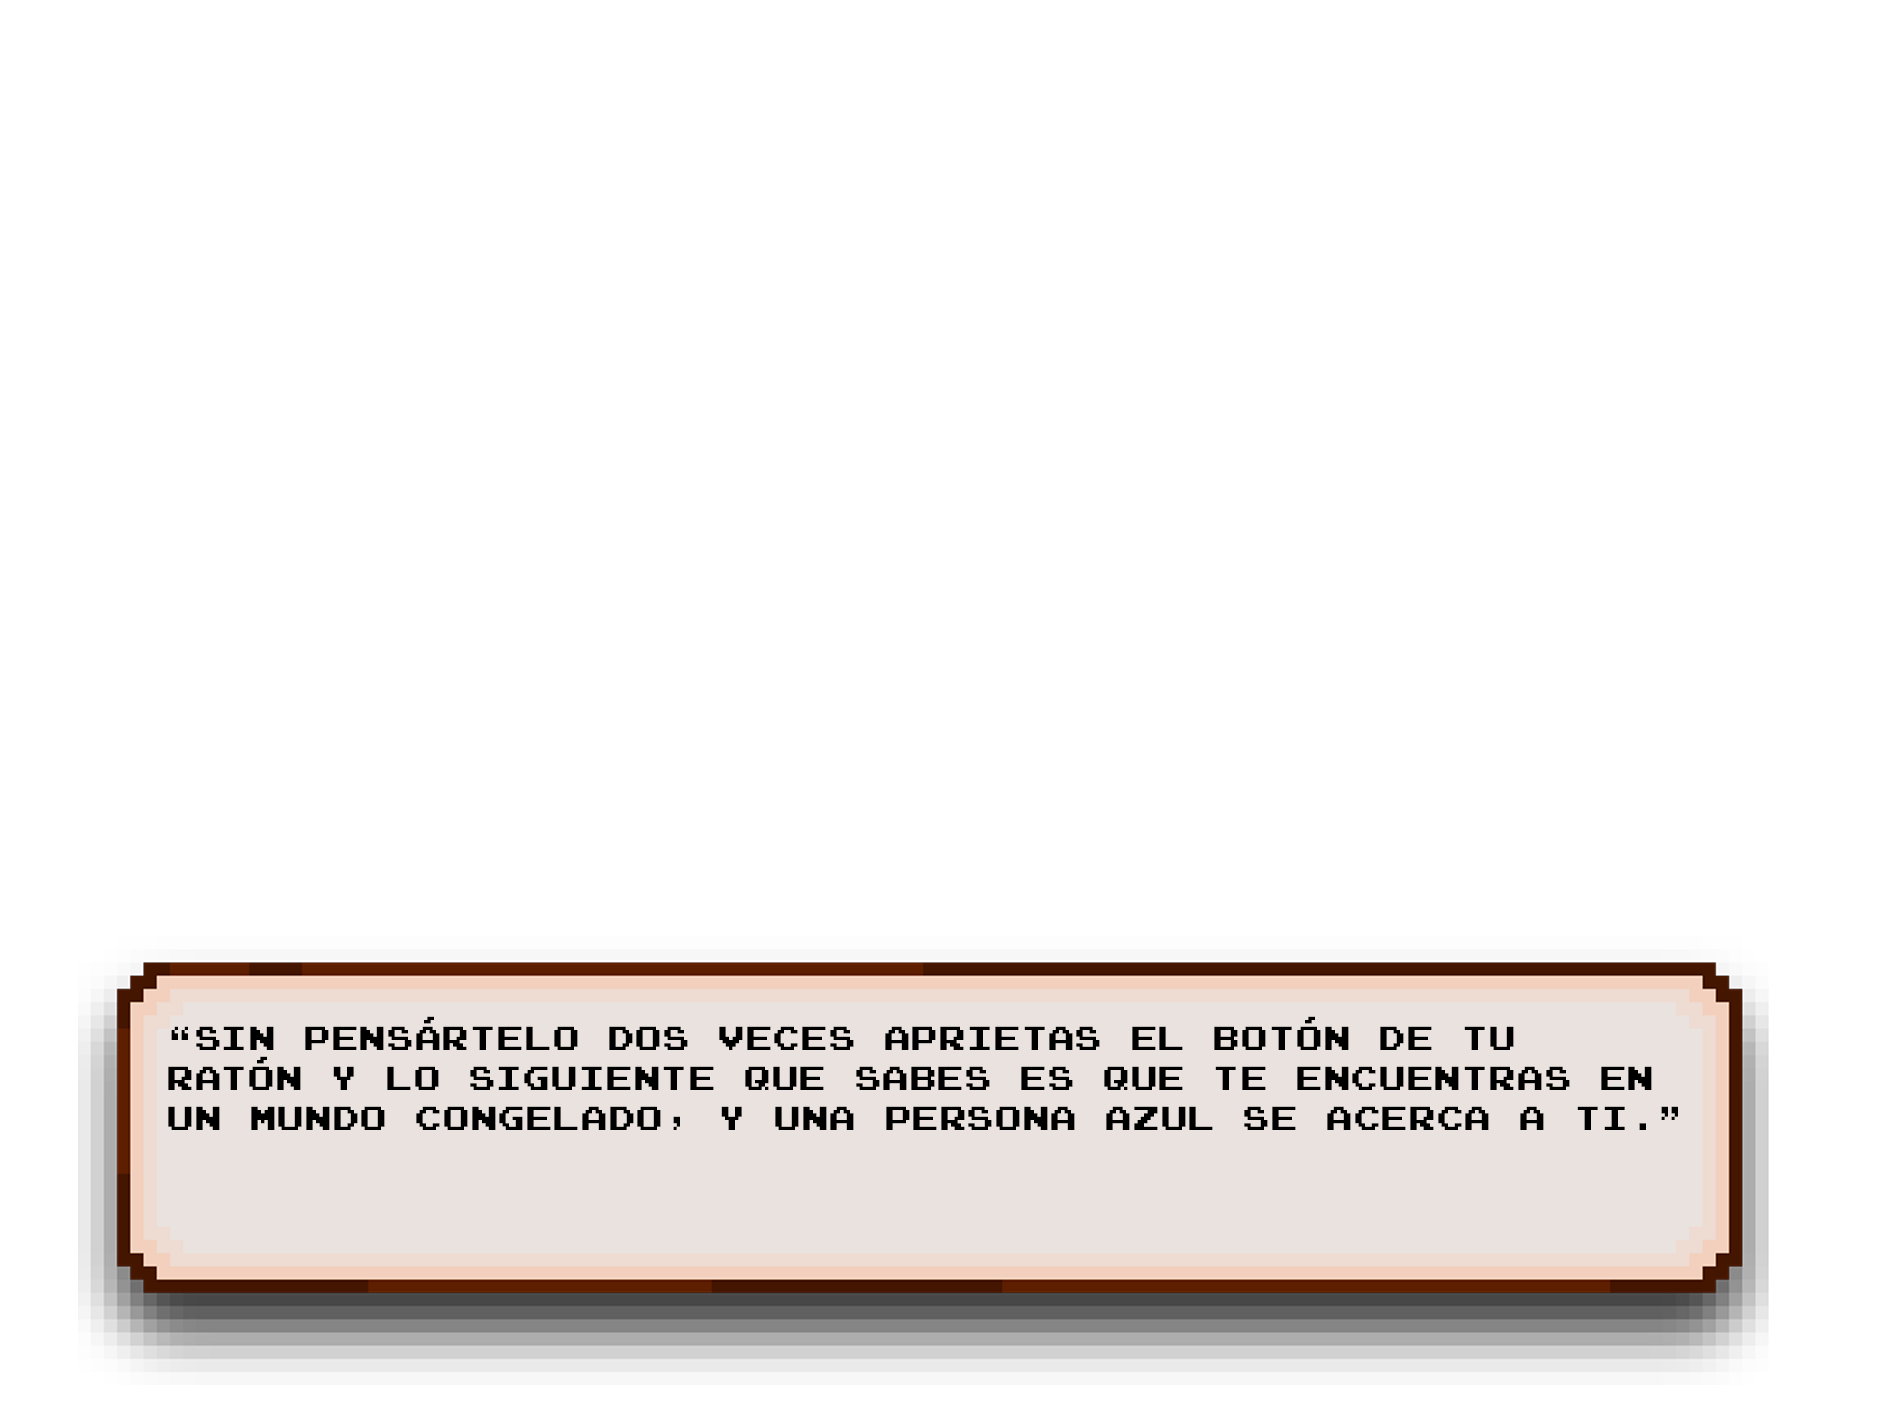 “SIN PENSÁRTELO DOS VECES APRIETAS EL BOTÓN DE TU
RATÓN Y LO SIGUIENTE QUE SABES ES QUE TE ENCUENTRAS EN
UN MUNDO CONGELADO, Y UNA PERSONA AZUL SE ACERCA A TI.”